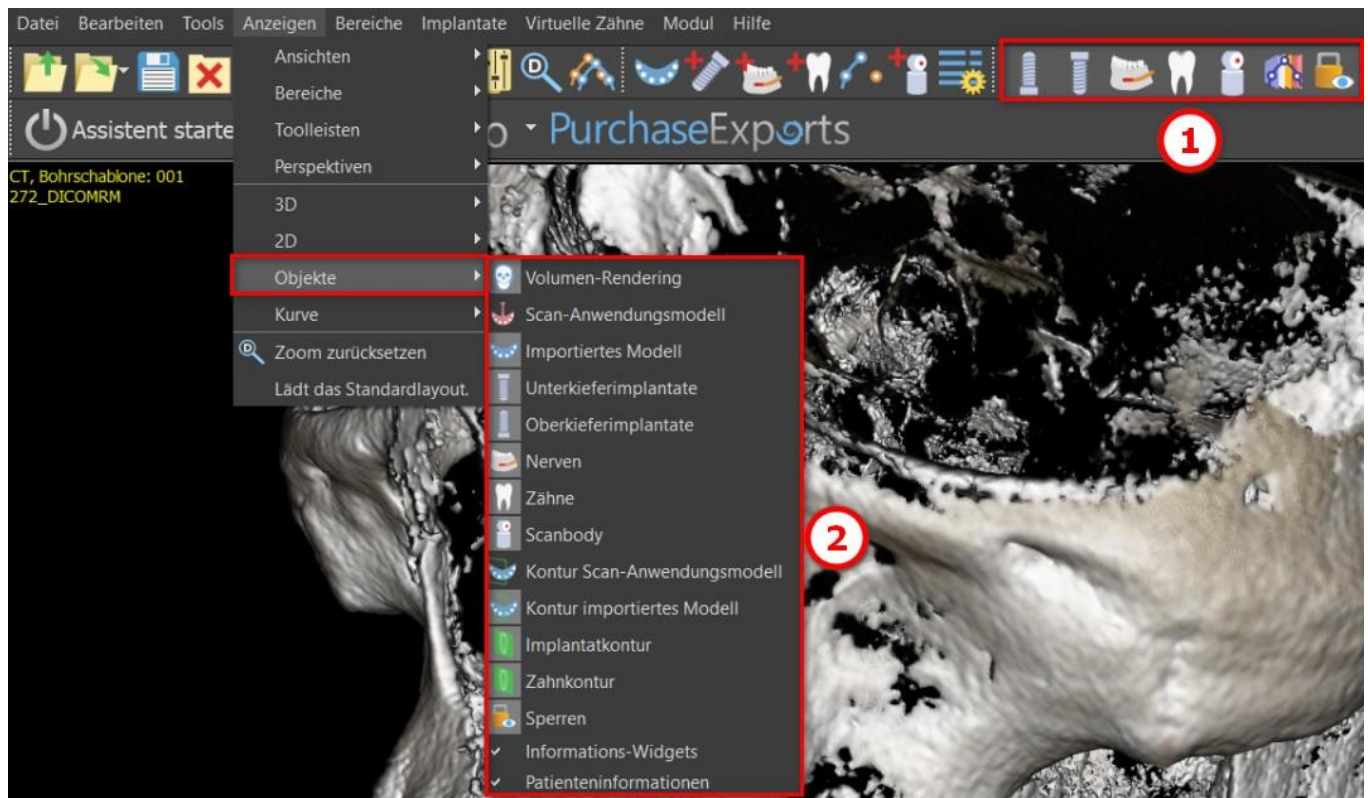 Datei Bearbeiten Tools Anzeigen Bereiche Implantate Virtuelle Zähne Modul Hilfe
Ansichten
Bereiche
Assistent starte
Toolleisten
PurchaseExperts
1
Perspektiven
CT, Bohrschablone: 001
272_DICOMRM
3D
2D
Objekte
Kurve
Zoom zurücksetzen
Lädt das Standardlayout.
Volumen-Rendering
Scan-Anwendungsmodell
Importiertes Modell
Unterkieferimplantate
Oberkieferimplantate
Nerven
Zähne
Scanbody
2
Kontur Scan-Anwendungsmodell
Kontur importiertes Modell
Implantatkontur
Zahnkontur
Sperren
Informations-Widgets
Patienteninformationen